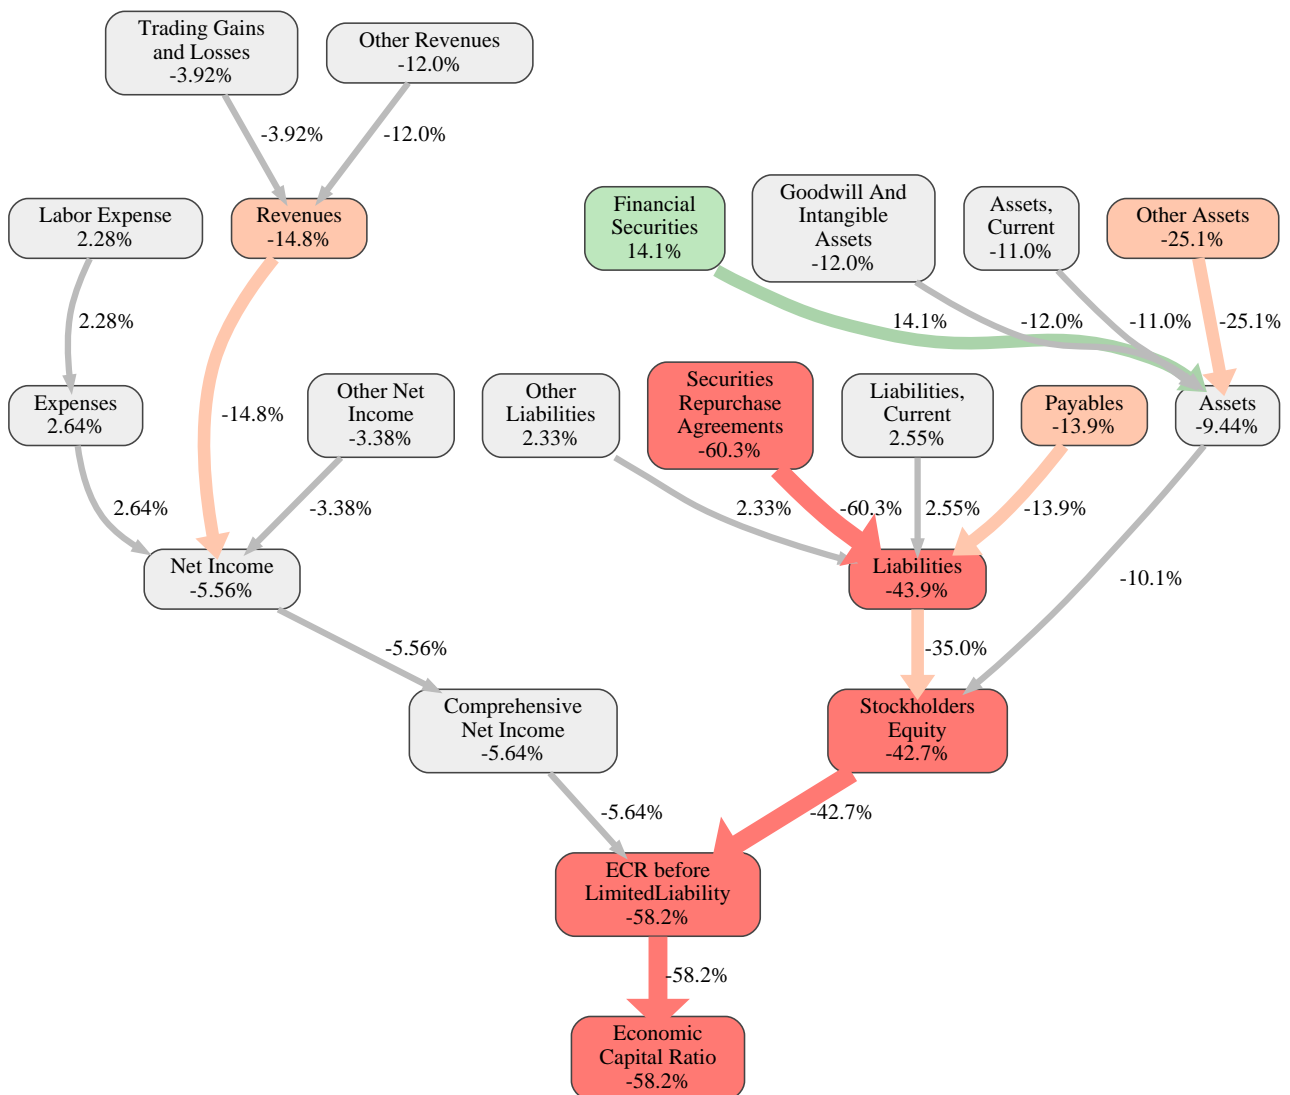 Trading Gains
and Losses
-3.92%
Other Revenues
-12.0%
-3.92%
-12.0%
Labor Expense
2.28%
Revenues
-14.8%
Financial
Securities
14.1%
Goodwill And
Intangible
Assets
-12.0%
Assets,
Current
-11.0%
Other Assets
-25.1%
2.28%
14.1%
-12.0%
-11.0%
-25.1%
Expenses
2.64%
-14.8%
Other Net
Income
-3.38%
Other
Liabilities
2.33%
Securities
Repurchase
Agreements
-60.3%
Liabilities,
Current
2.55%
Payables
-13.9%
Assets
-9.44%
2.64%
-3.38%
2.33%
-60.3%
2.55%
-13.9%
Net Income
-5.56%
Liabilities
-43.9%
-10.1%
-5.56%
-35.0%
Comprehensive
Net Income
-5.64%
Stockholders
Equity
-42.7%
-5.64%
-42.7%
ECR before
LimitedLiability
-58.2%
-58.2%
Economic
Capital Ratio
-58.2%